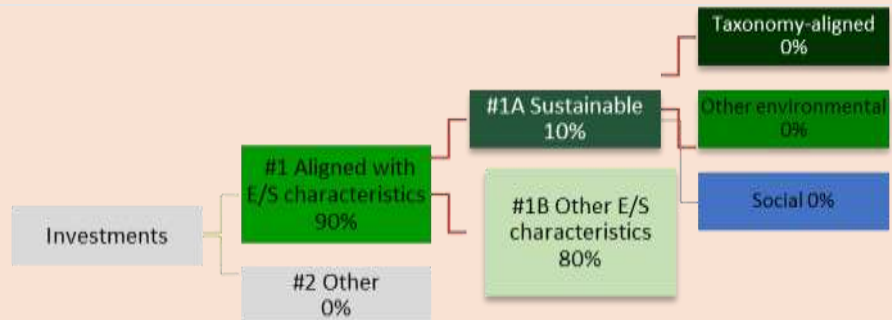 Investments
#1 Aligned with
E/S characteristics
90%
#2 Other
0%
#1A Sustainable
10%
#1B Other E/S
characteristics
80%
Taxonomy-aligned
0%
Other environmental
0%
Social 0%